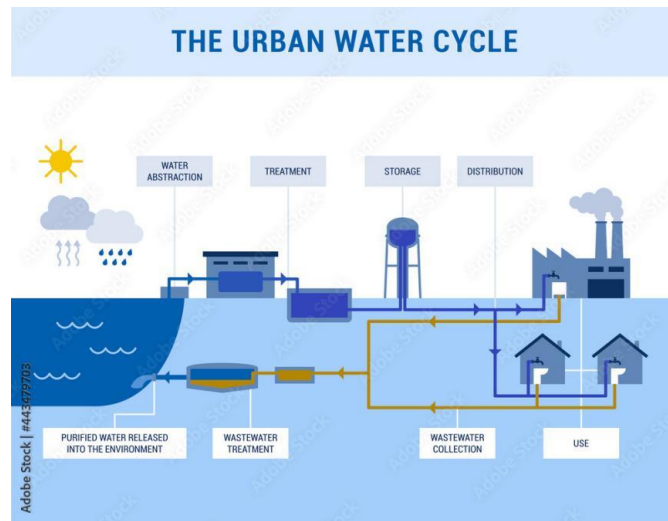 THE URBAN WATER CYCLE
WATER
ABSTRACTION
TREATMENT
STORAGE
DISTRIBUTION
PURIFIED WATER RELEASED
INTO THE ENVIRONMENT
WASTEWATER
TREATMENT
WASTEWATER
COLLECTION
USE
Adobe Stock | #443479703